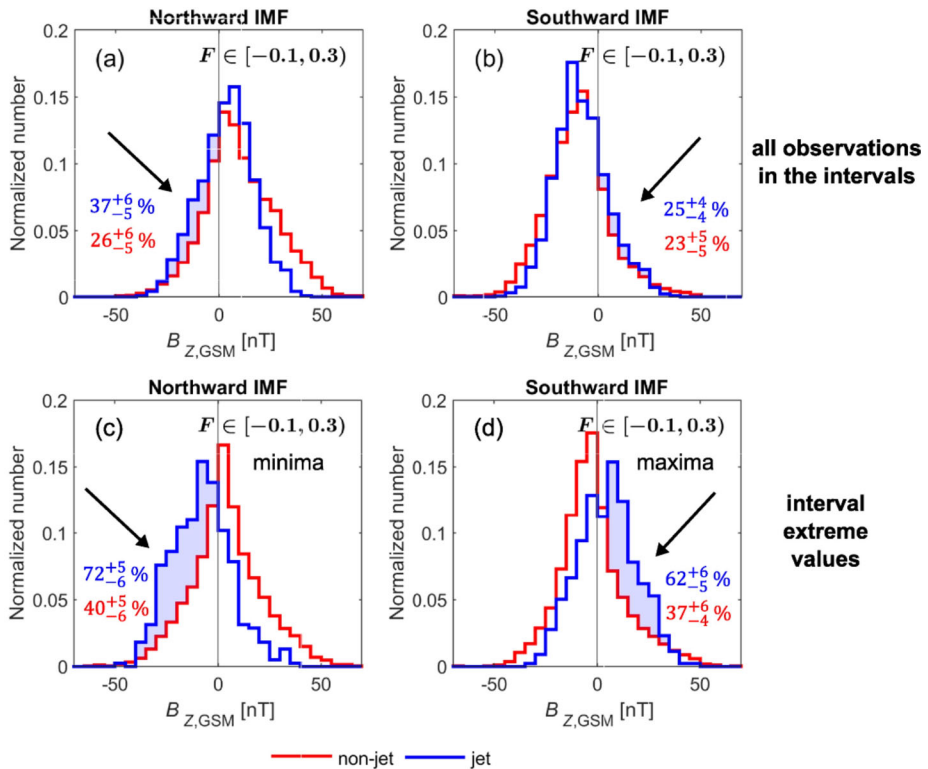 Northward IMF
Southward IMF
0.2
0.15
0.1
0.05
0
(a)
F ∈ [−0.1, 0.3)
37+6−5 %
26+6−5 %
-50
0
50
B Z,GSM [nT]
Normalized number
0.2
0.15
0.1
0.05
0
(b)
F ∈ [−0.1, 0.3)
25+4−4 %
23+5−5 %
-50
0
50
B Z,GSM [nT]
Normalized number
all observations
in the intervals
Northward IMF
Southward IMF
0.2
0.15
0.1
0.05
0
(c)
F ∈ [−0.1, 0.3)
minima
72+5−6 %
40+5−6 %
-50
0
50
B Z,GSM [nT]
Normalized number
0.2
0.15
0.1
0.05
0
(d)
F ∈ [−0.1, 0.3)
maxima
62+6−5 %
37+6−4 %
-50
0
50
B Z,GSM [nT]
Normalized number
interval
extreme
values
non-jet
jet